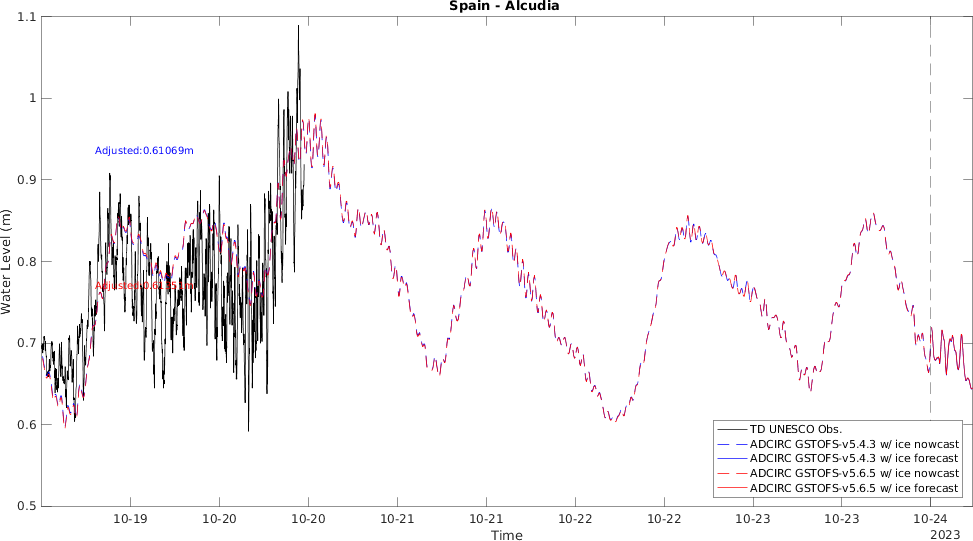 Spain - Alcudia
Water Level (m)
1.1
1
0.9
0.8
0.7
0.6
0.5
Adjusted:0.61069m
TD UNESCO Obs.
ADCIRC GSTOFS-v5.4.3 w/ ice nowcast
ADCIRC GSTOFS-v5.4.3 w/ ice forecast
ADCIRC GSTOFS-v5.6.5 w/ ice nowcast
ADCIRC GSTOFS-v5.6.5 w/ ice forecast
10-19 10-20 10-20 10-21 10-21 10-22 10-22 10-23 10-23 10-24
2023
Time